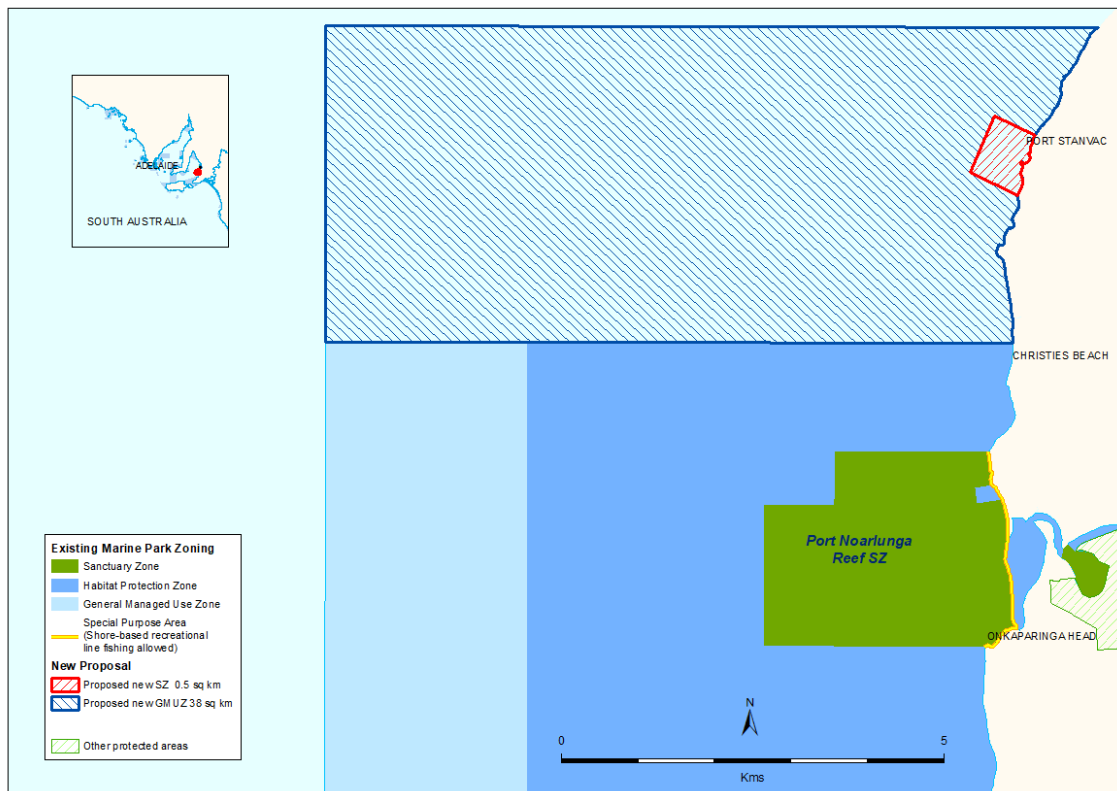 ADELAIDE
SOUTH AUSTRALIA
PORT STANVAC
CHRISTIES BEACH
Port Noarlunga
Reef SZ
ONKAPARINGA HEAD
Existing Marine Park Zoning
Sanctuary Zone
Habitat Protection Zone
General Managed Use Zone
Special Purpose Area
(Shore-based recreational
line fishing allowed)
New Proposal
Proposed new SZ 0.5 sq km
Proposed new GMUZ 38 sq km
Other protected areas
N
0 5
Kms